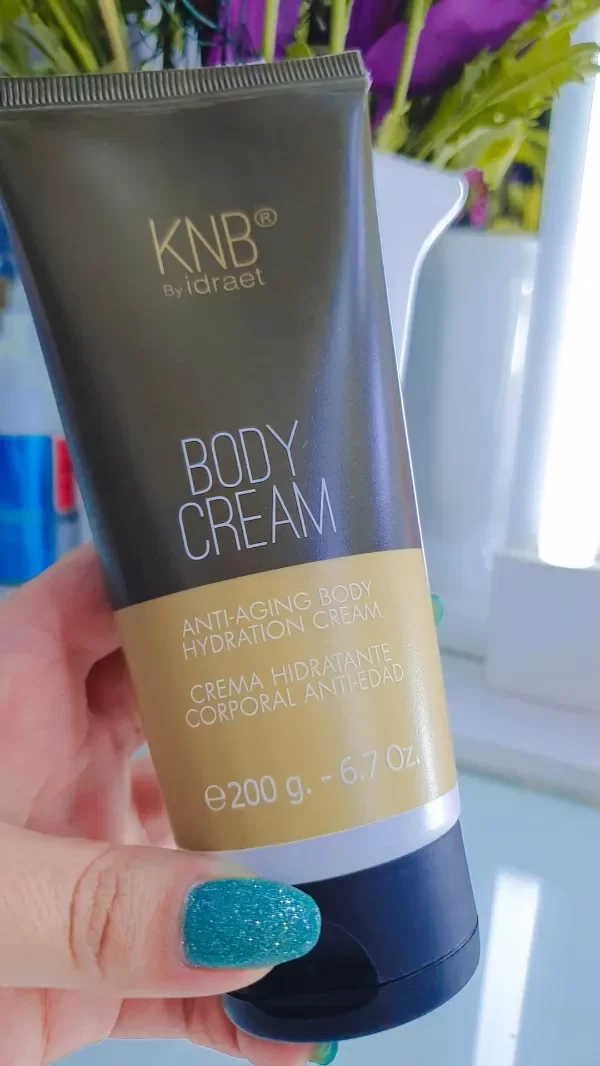 KNB®
By idraet
BODY
CREAM
ANTI-AGING BODY
HYDRATION CREAM
CREMA HIDRATANTE
CORPORAL ANTI-EDAD
℮200 g. - 6.7 Oz.